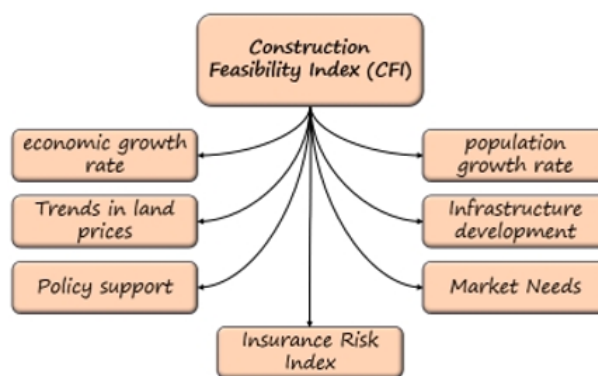 Construction
Feasibility Index (CFI)
economic growth
rate
population
growth rate
Trends in land
prices
Infrastructure
development
Policy support
Market Needs
Insurance Risk
Index